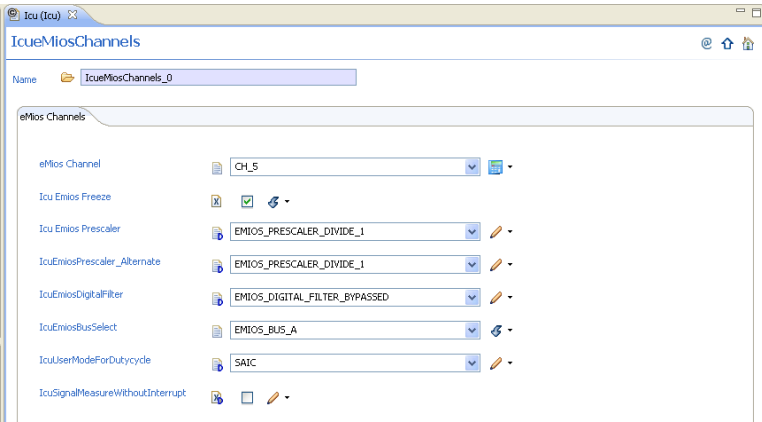 Icu (Icu)
IcueMiosChannels
Name IcueMiosChannels_0
eMios Channels
eMios Channel CH_5
Icu Emios Freeze
Icu Emios Prescaler EMIOS_PRESCALER_DIVIDE_1
IcuEmiosPrescaler_Alternate EMIOS_PRESCALER_DIVIDE_1
IcuEmiosDigitalFilter EMIOS_DIGITAL_FILTER_BYPASSED
IcuEmiosBusSelect EMIOS_BUS_A
IcuUserModeForDutycycle SAIC
IcuSignalMeasureWithoutInterrupt